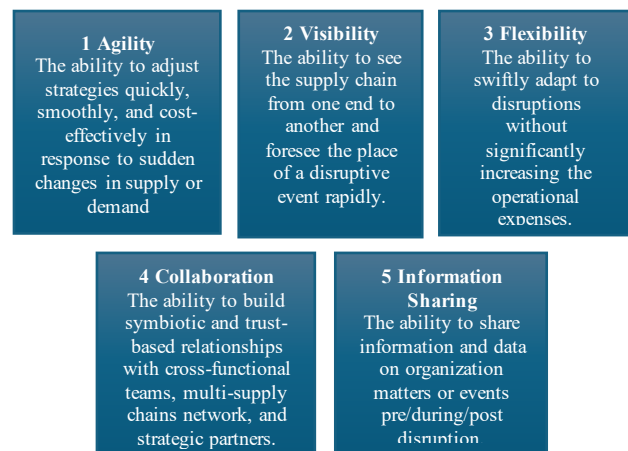 1 Agility
The ability to adjust
strategies quickly,
smoothly, and cost-
effectively in
response to sudden
changes in supply or
demand
2 Visibility
The ability to see
the supply chain
from one end to
another and
foresee the place
of a disruptive
event rapidly.
3 Flexibility
The ability to
swiftly adapt to
disruptions
without
significantly
increasing the
operational
expenses.
4 Collaboration
The ability to build
symbiotic and trust-
based relationships
with cross-functional
teams, multi-supply
chains network, and
strategic partners.
5 Information
Sharing
The ability to share
information and data
on organization
matters or events
pre/during/post
disruption